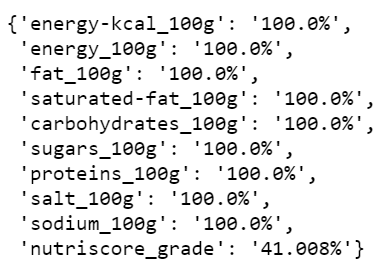 {'energy-kcal_100g': '100.0%',
 'energy_100g': '100.0%',
 'fat_100g': '100.0%',
 'saturated-fat_100g': '100.0%',
 'carbohydrates_100g': '100.0%',
 'sugars_100g': '100.0%',
 'proteins_100g': '100.0%',
 'salt_100g': '100.0%',
 'sodium_100g': '100.0%',
 'nutriscore_grade': '41.008%'}